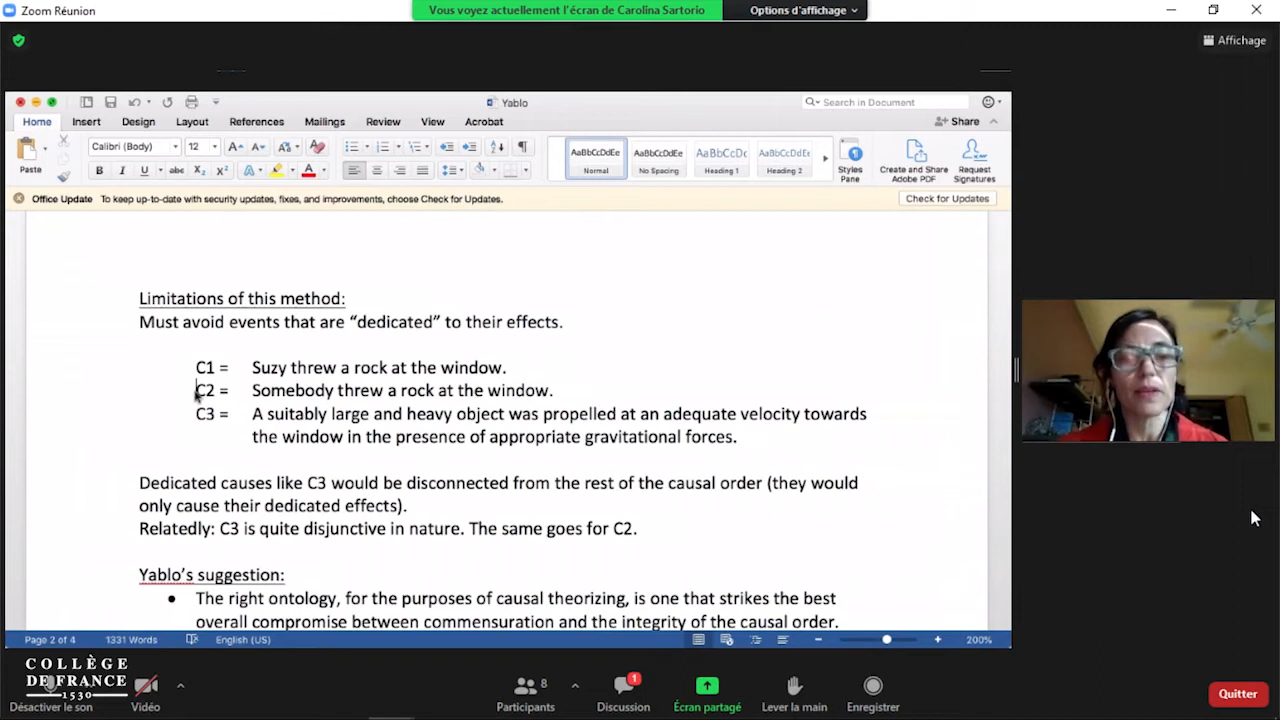 Zoom Réunion
Vous voyez actuellement l'écran de Carolina Sartorio
Options d'affichage
Affichage
Yablo
Search in Document
Home Insert Design Layout References Mailings Review View Acrobat
Share
Calibri (Body) 12
Paste
AaBbCcDdEe AaBbCcDdEe AaBbCcDc AaBbCcDdEe
Normal No Spacing Heading 1 Heading 2
Styles Pane
Create and Share Adobe PDF
Request Signatures
Office Update To keep up-to-date with security updates, fixes, and improvements, choose Check for Updates.
Check for Updates
Limitations of this method:
Must avoid events that are “dedicated” to their effects.
C1 = Suzy threw a rock at the window.
C2 = Somebody threw a rock at the window.
C3 = A suitably large and heavy object was propelled at an adequate velocity towards
the window in the presence of appropriate gravitational forces.
Dedicated causes like C3 would be disconnected from the rest of the causal order (they would
only cause their dedicated effects).
Relatedly: C3 is quite disjunctive in nature. The same goes for C2.
Yablo's suggestion:
• The right ontology, for the purposes of causal theorizing, is one that strikes the best
overall compromise between commensuration and the integrity of the causal order.
Page 2 of 4 1331 Words English (US) 200%
COLLÈGE
DE FRANCE
1530
Désactiver le son
Vidéo
8
Participants
1
Discussion
Écran partagé
Lever la main
Enregistrer
Quitter